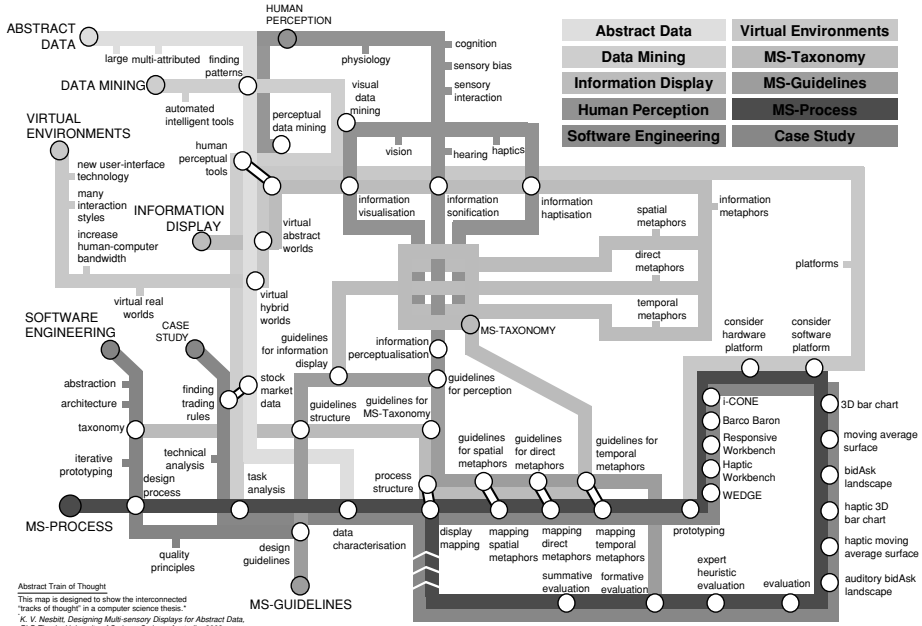 HUMAN
PERCEPTION
ABSTRACT
DATA
large
multi-attributed
finding
patterns
physiology
cognition
sensory bias
sensory
interaction
Abstract Data
Virtual Environments
Data Mining
MS-Taxonomy
Information Display
MS-Guidelines
Human Perception
MS-Process
Software Engineering
Case Study
DATA MINING
automated
intelligent tools
visual
data
mining
perceptual
data mining
VIRTUAL
ENVIRONMENTS
human
perceptual
tools
vision
hearing
haptics
new user-interface
technology
many
interaction
styles
increase
human-computer
bandwidth
INFORMATION
DISPLAY
virtual
abstract
worlds
information
visualisation
information
sonification
information
haptisation
spatial
metaphors
direct
metaphors
temporal
metaphors
information
metaphors
platforms
virtual real
worlds
virtual
hybrid
worlds
SOFTWARE
ENGINEERING
CASE
STUDY
guidelines
for information
display
information
perceptualisation
MS-TAXONOMY
consider
hardware
platform
consider
software
platform
abstraction
architecture
taxonomy
iterative
prototyping
finding
trading
rules
stock
market
data
guidelines
structure
guidelines for
MS-Taxonomy
guidelines
for perception
technical
analysis
design
process
task
analysis
process
structure
guidelines
for spatial
metaphors
guidelines
for direct
metaphors
guidelines for
temporal
metaphors
i-CONE
Barco Baron
Responsive
Workbench
Haptic
Workbench
WEDGE
3D bar chart
moving average
surface
bidAsk
landscape
haptic 3D
bar chart
haptic moving
average surface
auditory bidAsk
landscape
MS-PROCESS
quality
principles
design
guidelines
data
characterisation
display
mapping
mapping
spatial
metaphors
mapping
direct
metaphors
mapping
temporal
metaphors
prototyping
MS-GUIDELINES
summative
evaluation
formative
evaluation
expert
heuristic
evaluation
evaluation
Abstract Train of Thought
This map is designed to show the interconnected
"tracks of thought" in a computer science thesis.*
K. V. Nesbitt, Designing Multi-sensory Displays for Abstract Data,